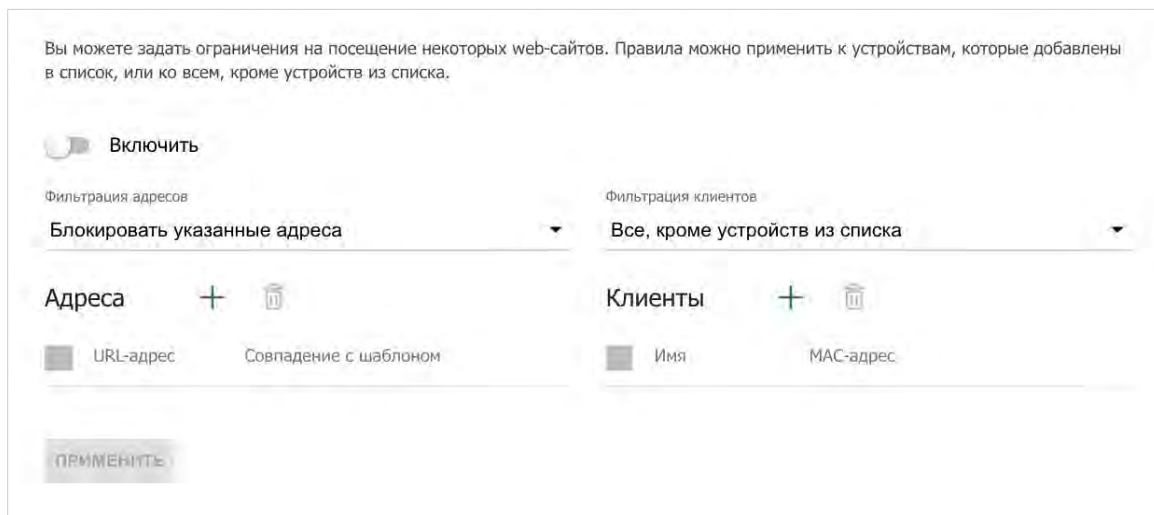 Вы можете задать ограничения на посещение некоторых web-сайтов. Правила можно применить к устройствам, которые добавлены
в список, или ко всем, кроме устройств из списка.
Включить
Фильтрация адресов
Фильтрация клиентов
Блокировать указанные адреса
Все, кроме устройств из списка
Адреса
Клиенты
URL-адрес Совпадение с шаблоном
Имя MAC-адрес
ПРИМЕНИТЬ